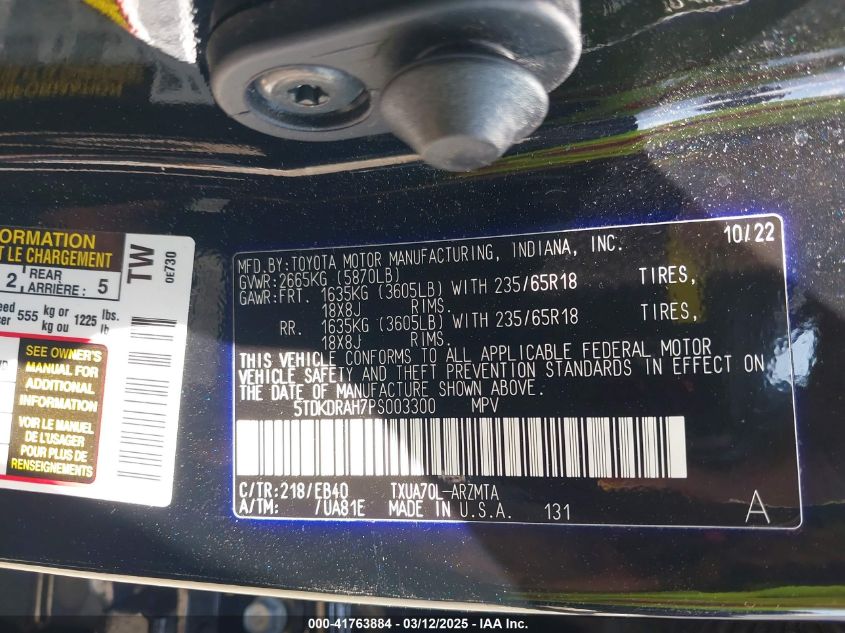 ORMATION
T LE CHARGEMENT
2 REAR ARRIÈRE: 5
555 kg or kg ou 1225 lbs. lb
SEE OWNER'S
MANUAL FOR
ADDITIONAL
INFORMATION
VOIR LE MANUEL
DE L'USAGER
POUR PLUS DE
RENSEIGNEMENTS
TW
0E730
MFD.BY:TOYOTA MOTOR MANUFACTURING, INDIANA, INC. 10/22
GVWR:2665KG (5870LB)
GAWR:FRT. 1635KG (3605LB) WITH 235/65R18 TIRES,
18X8J RIMS.
RR. 1635KG (3605LB) WITH 235/65R18 TIRES,
18X8J RIMS.
THIS VEHICLE CONFORMS TO ALL APPLICABLE FEDERAL MOTOR
VEHICLE SAFETY AND THEFT PREVENTION STANDARDS IN EFFECT ON
THE DATE OF MANUFACTURE SHOWN ABOVE.
5TDKDRAH7PS003300 MPV
C/TR:218/EB40 TXUA70L-ARZMTA
A/TM: /UA81E MADE IN U.S.A. 131 A
000-41763884 - 03/12/2025 - IAA Inc.